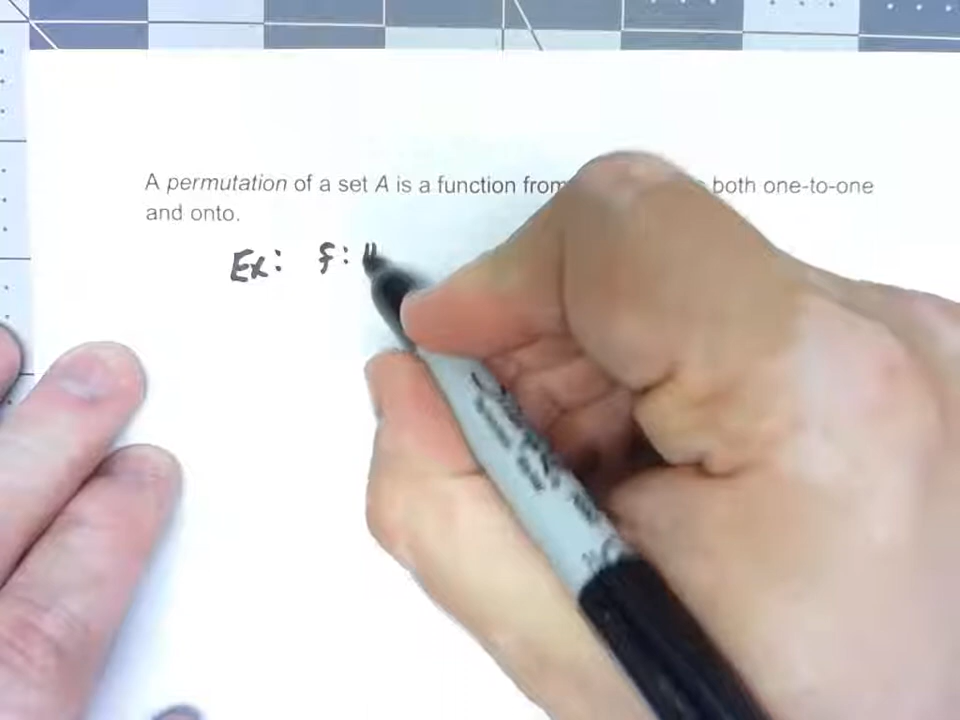 A permutation of a set A is a function from both one-to-one
and onto.
Ex: f: